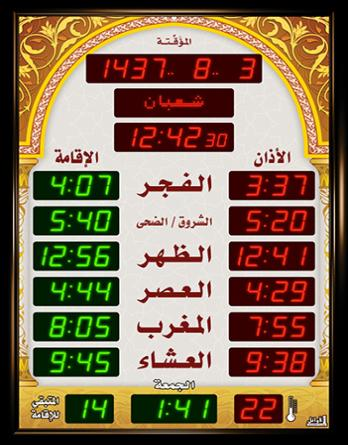 المؤقتة
1437.. 8.. 3
شعبان
12:42 30
الأذان الإقامة
3:37 الفجر 4:07
5:20 الشروق / الضحى 5:40
12:41 الظهر 12:56
4:29 العصر 4:44
7:55 المغرب 8:05
9:38 العشاء 9:45
الجمعة
22 1:41 14 المتبقي للإقامة